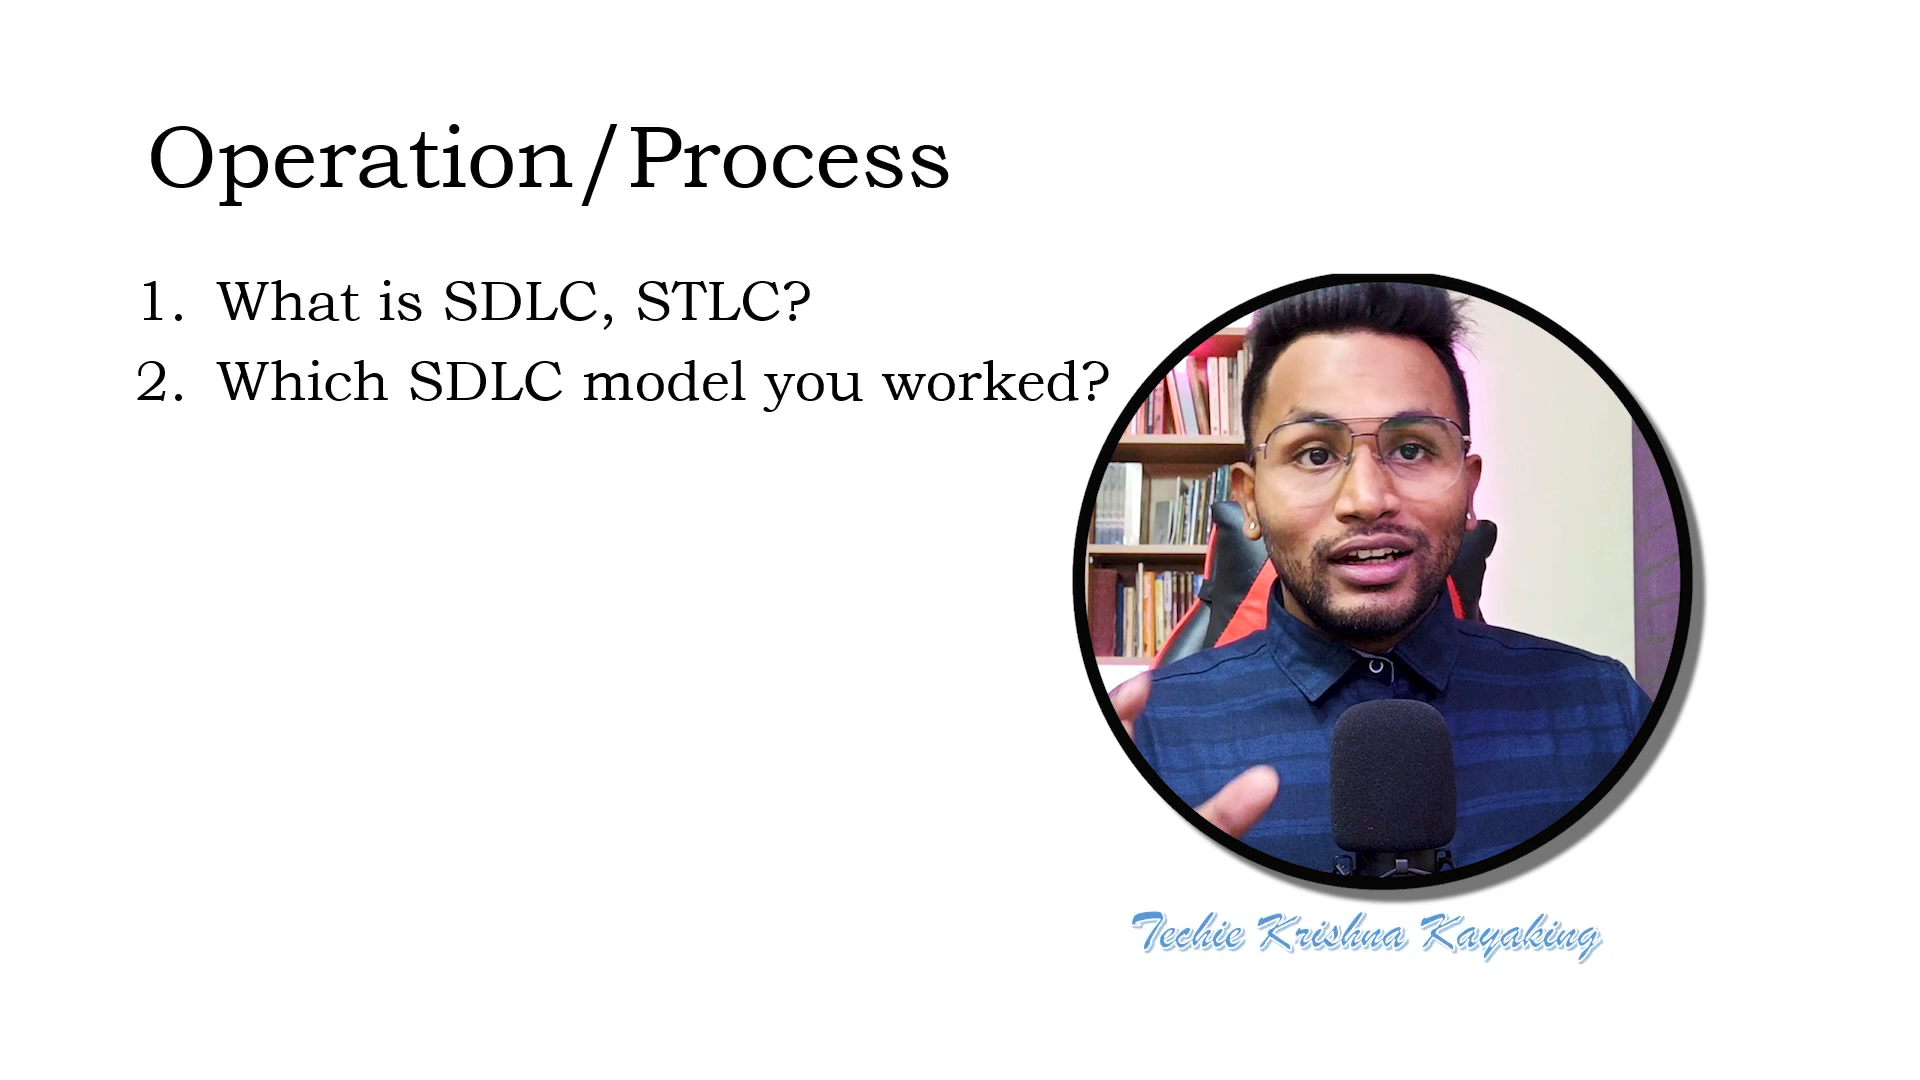 Operation/Process
1. What is SDLC, STLC?
2. Which SDLC model you worked?
Techie Krishna Kayaking